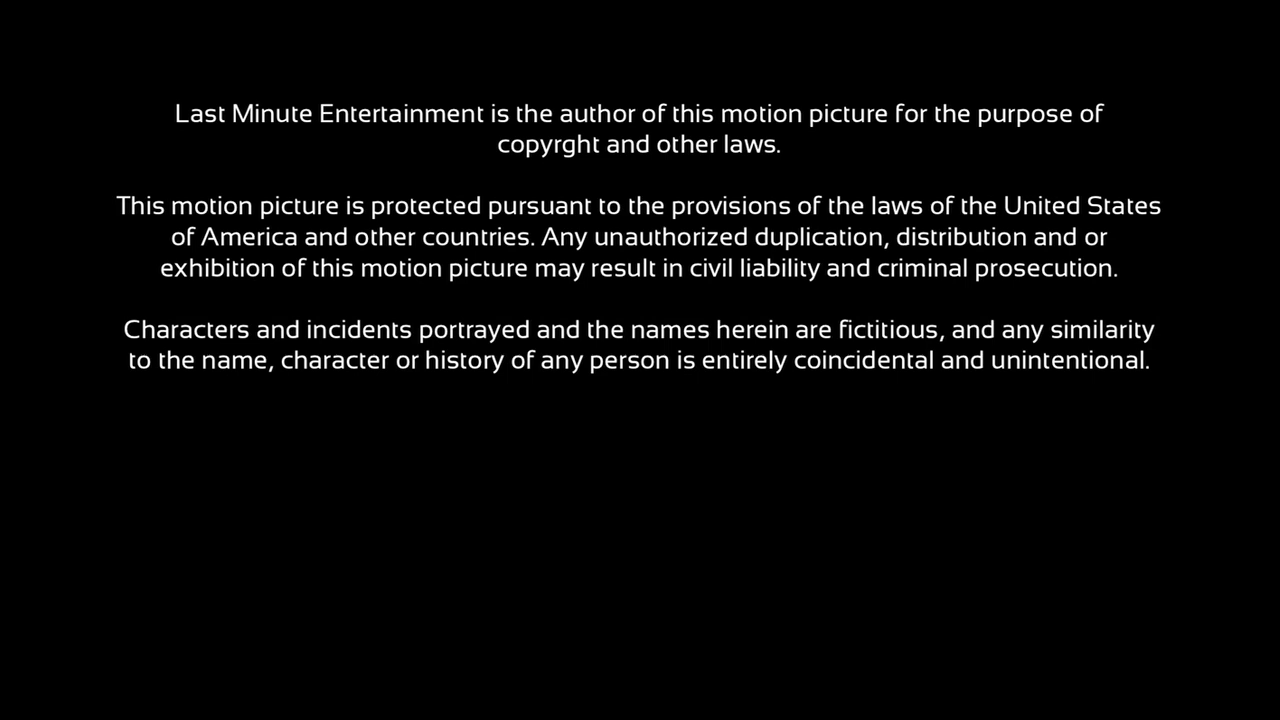 Last Minute Entertainment is the author of this motion picture for the purpose of
copyrght and other laws.
This motion picture is protected pursuant to the provisions of the laws of the United States
of America and other countries. Any unauthorized duplication, distribution and or
exhibition of this motion picture may result in civil liability and criminal prosecution.
Characters and incidents portrayed and the names herein are fictitious, and any similarity
to the name, character or history of any person is entirely coincidental and unintentional.